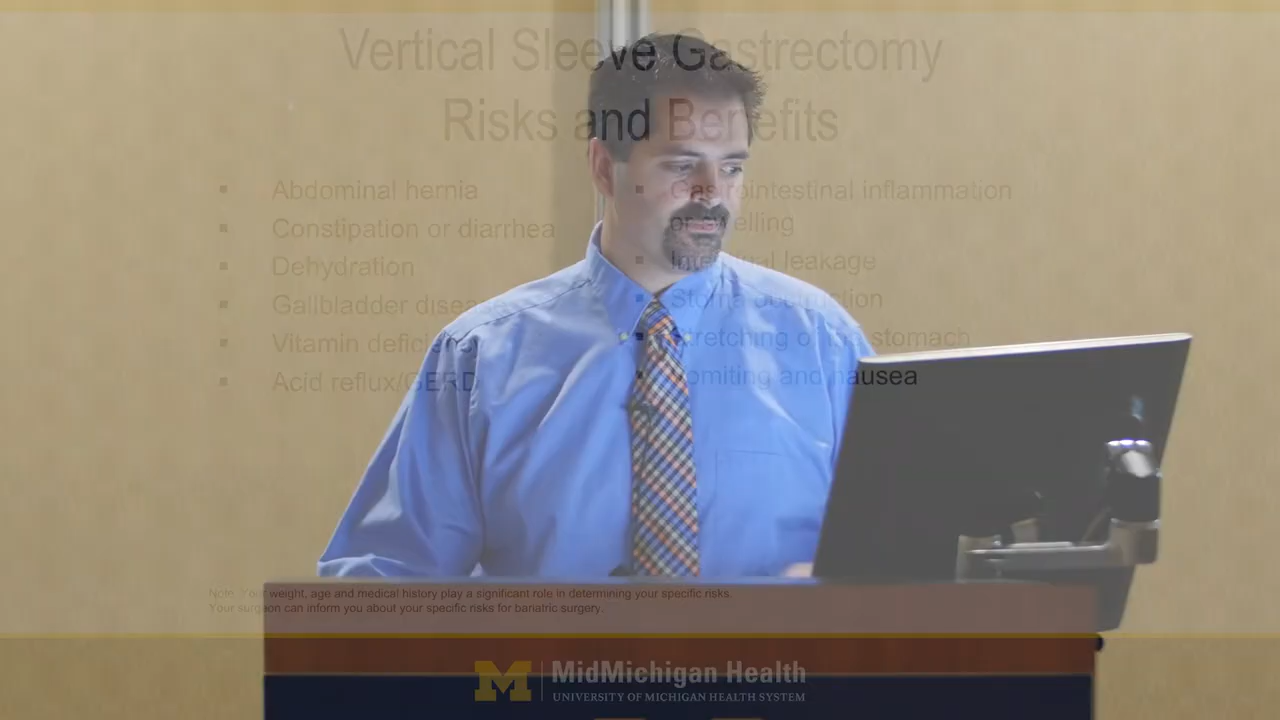 Vertical Sleeve Gastrectomy
Risks and Benefits
▪ Abdominal hernia
▪ Constipation or diarrhea
▪ Dehydration
▪ Gallbladder disease
▪ Vitamin deficiency
▪ Acid reflux/GERD
▪ Gastrointestinal inflammation
or swelling
▪ Intestinal leakage
▪ Stoma obstruction
▪ Stretching of the stomach
▪ Vomiting and nausea
Note: Your weight, age and medical history play a significant role in determining your specific risks.
Your surgeon can inform you about your specific risks for bariatric surgery.
M MidMichigan Health
UNIVERSITY OF MICHIGAN HEALTH SYSTEM